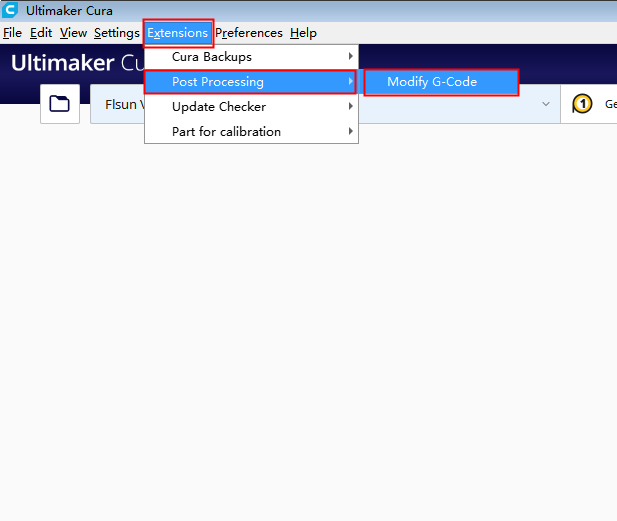 Ultimaker Cura
File Edit View Settings Extensions Preferences Help
Ultimaker Cu
Cura Backups
Post Processing
Modify G-Code
Flsun V
Update Checker
1
Ge
Part for calibration